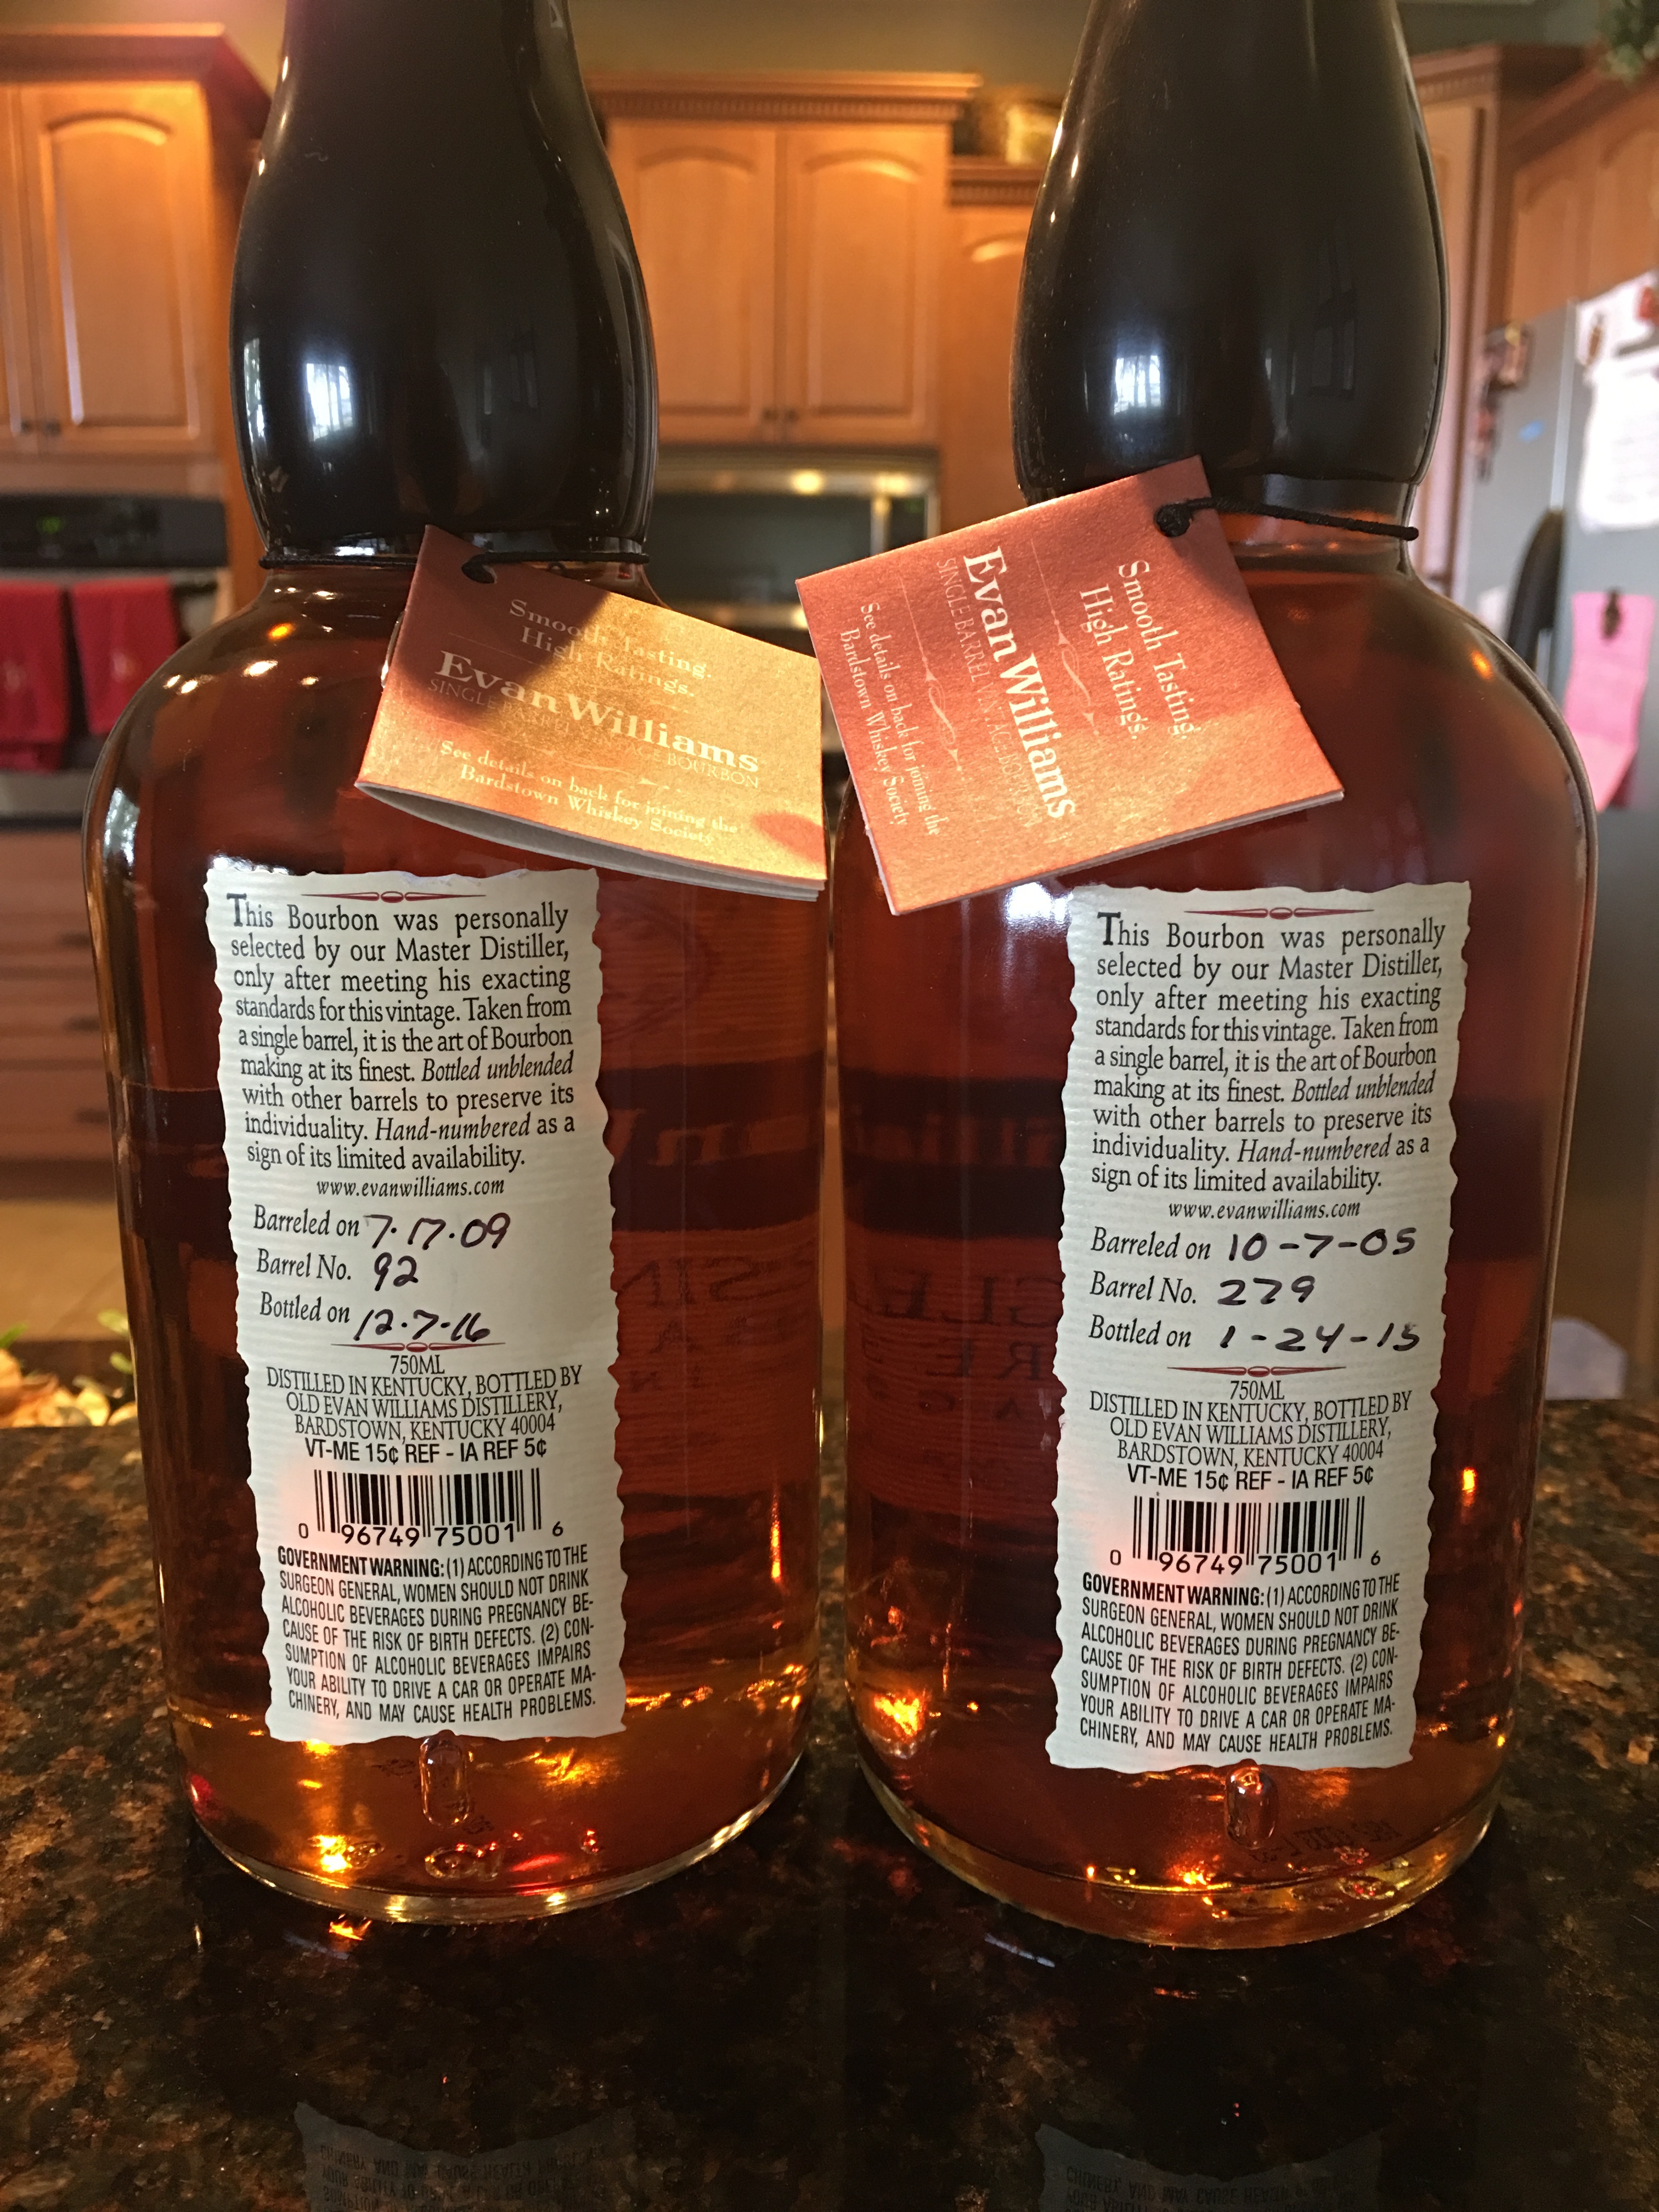 Smooth Tasting.
High Ratings.
Evan Williams
SINGLE BARREL VINTAGE BOURBON
See details on back for joining the
Bardstown Whiskey Society
This Bourbon was personally
selected by our Master Distiller,
only after meeting his exacting
standards for this vintage. Taken from
a single barrel, it is the art of Bourbon
making at its finest. Bottled unblended
with other barrels to preserve its
individuality. Hand-numbered as a
sign of its limited availability.
www.evanwilliams.com
Barreled on 7.17.09
Barrel No. 92
Bottled on 12.7-16
750ML
DISTILLED IN KENTUCKY, BOTTLED BY
OLD EVAN WILLIAMS DISTILLERY,
BARDSTOWN, KENTUCKY 40004
VT-ME 15¢ REF - IA REF 5¢
0 96749 75001 6
GOVERNMENT WARNING: (1) ACCORDING TO THE
SURGEON GENERAL, WOMEN SHOULD NOT DRINK
ALCOHOLIC BEVERAGES DURING PREGNANCY BE-
CAUSE OF THE RISK OF BIRTH DEFECTS. (2) CON-
SUMPTION OF ALCOHOLIC BEVERAGES IMPAIRS
YOUR ABILITY TO DRIVE A CAR OR OPERATE MA-
CHINERY, AND MAY CAUSE HEALTH PROBLEMS.
Smooth Tasting.
High Ratings.
Evan Williams
SINGLE BARREL VINTAGE BOURBON
See details on back for joining the
Bardstown Whiskey Society
This Bourbon was personally
selected by our Master Distiller,
only after meeting his exacting
standards for this vintage. Taken from
a single barrel, it is the art of Bourbon
making at its finest. Bottled unblended
with other barrels to preserve its
individuality. Hand-numbered as a
sign of its limited availability.
www.evanwilliams.com
Barreled on 10-7-05
Barrel No. 279
Bottled on 1-24-15
750ML
DISTILLED IN KENTUCKY, BOTTLED BY
OLD EVAN WILLIAMS DISTILLERY,
BARDSTOWN, KENTUCKY 40004
VT-ME 15¢ REF - IA REF 5¢
0 96749 75001 6
GOVERNMENT WARNING: (1) ACCORDING TO THE
SURGEON GENERAL, WOMEN SHOULD NOT DRINK
ALCOHOLIC BEVERAGES DURING PREGNANCY BE-
CAUSE OF THE RISK OF BIRTH DEFECTS. (2) CON-
SUMPTION OF ALCOHOLIC BEVERAGES IMPAIRS
YOUR ABILITY TO DRIVE A CAR OR OPERATE MA-
CHINERY, AND MAY CAUSE HEALTH PROBLEMS.